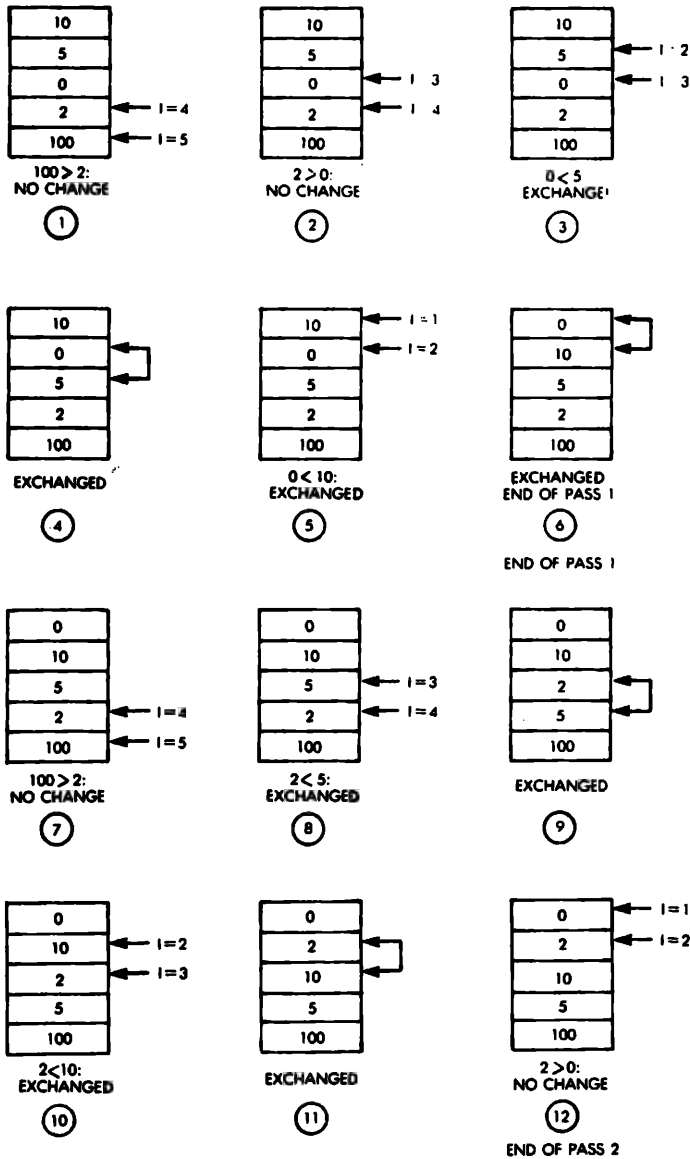 10
5
0
2
I=4
100
I=5
100>2:
NO CHANGE
1
10
5
0
I 3
2
I 4
100
2>0:
NO CHANGE
2
10
5
I 2
0
I 3
2
100
0<5
EXCHANGE
3
10
0
5
2
100
EXCHANGED
4
10
I=1
0
I=2
5
2
100
0<10:
EXCHANGED
5
0
10
5
2
100
EXCHANGED
END OF PASS 1
6
END OF PASS 1
0
10
5
2
I=4
100
I=5
100>2:
NO CHANGE
7
0
10
5
I=3
2
I=4
100
2<5:
EXCHANGED
8
0
10
2
5
100
EXCHANGED
9
0
10
I=2
2
I=3
5
100
2<10:
EXCHANGED
10
0
2
10
5
100
EXCHANGED
11
0
I=1
2
I=2
10
5
100
2>0:
NO CHANGE
12
END OF PASS 2